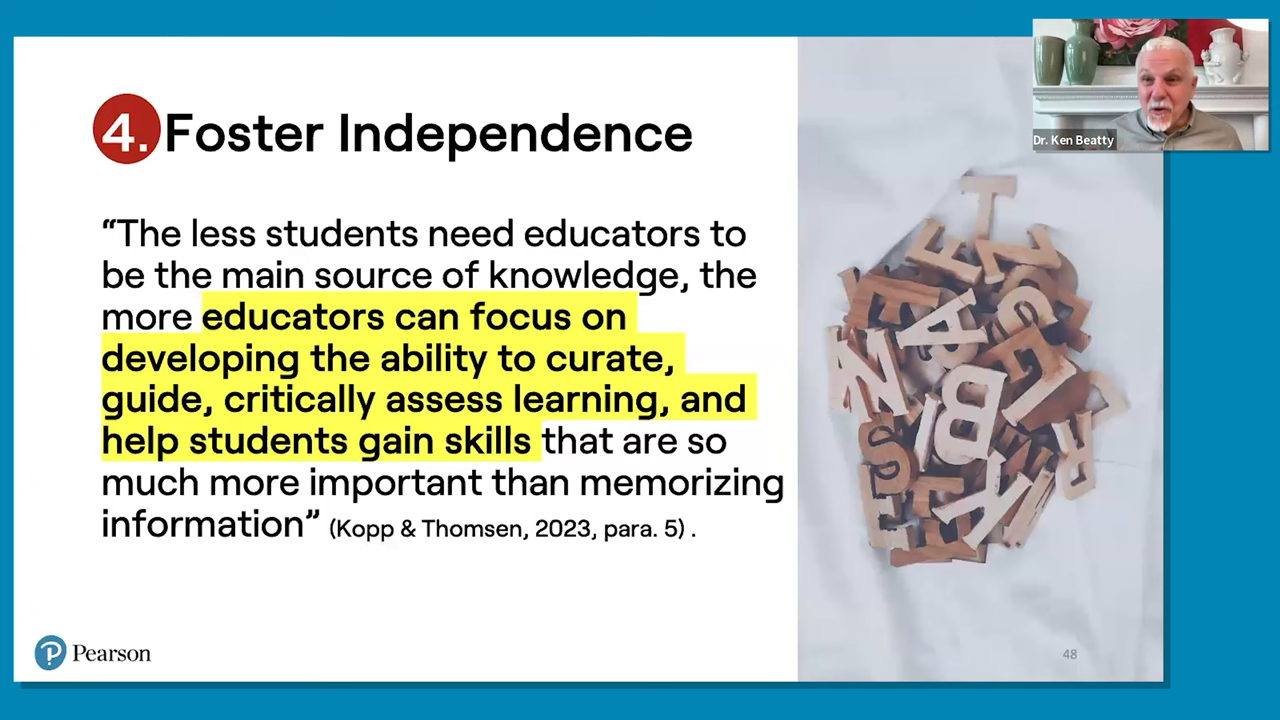 4. Foster Independence
“The less students need educators to
be the main source of knowledge, the
more educators can focus on
developing the ability to curate,
guide, critically assess learning, and
help students gain skills that are so
much more important than memorizing
information” (Kopp & Thomsen, 2023, para. 5) .
P Pearson
48
Dr. Ken Beatty